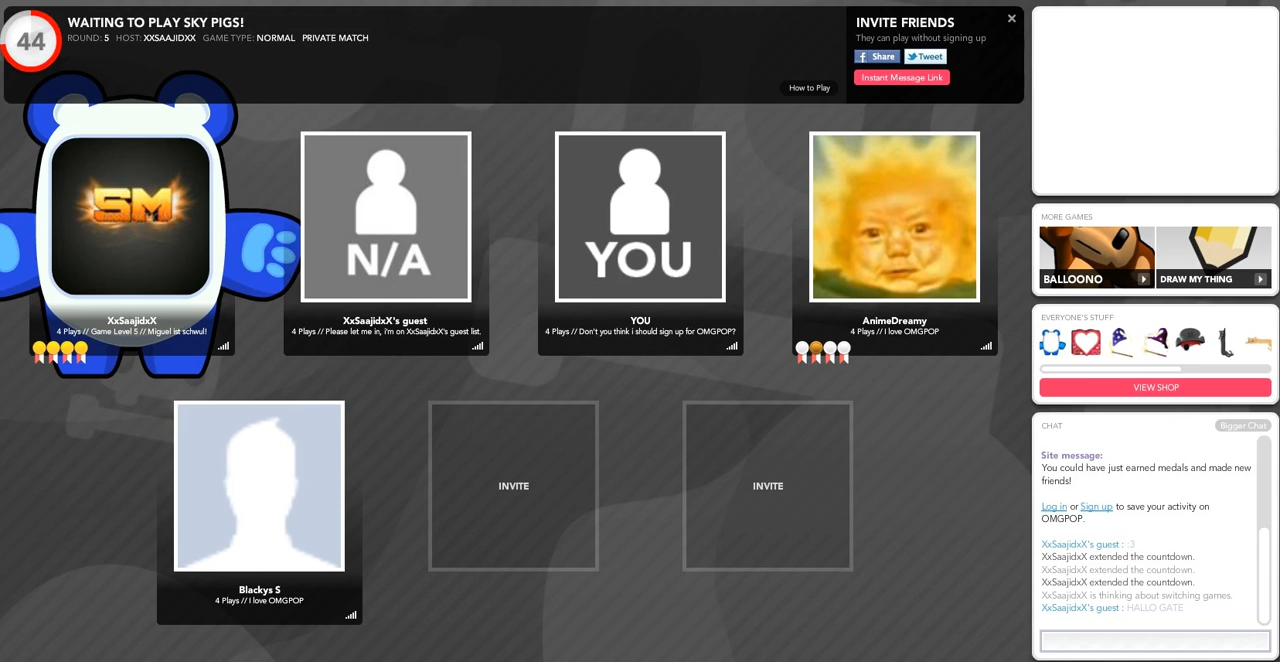 44
WAITING TO PLAY SKY PIGS!
ROUND: 5 HOST: XXSAAJIDXX GAME TYPE: NORMAL PRIVATE MATCH
How to Play
INVITE FRIENDS
They can play without signing up
f Share Tweet
Instant Message Link
SM
XxSaajidxX
4 Plays // Game Level 5 // Miguel ist schwul!
N/A
XxSaajidxX's guest
4 Plays // Please let me in, i'm on XxSaajidxX's guest list.
YOU
YOU
4 Plays // Don't you think i should sign up for OMGPOP?
AnimeDreamy
4 Plays // I love OMGPOP
Blackys S
4 Plays // I love OMGPOP
INVITE
INVITE
MORE GAMES
BALLOONO
DRAW MY THING
EVERYONE'S STUFF
VIEW SHOP
CHAT
Bigger Chat
Site message:
You could have just earned medals and made new
friends!
Log in or Sign up to save your activity on
OMGPOP.
XxSaajidxX's guest : :3
XxSaajidxX extended the countdown.
XxSaajidxX extended the countdown.
XxSaajidxX extended the countdown.
XxSaajidxX is thinking about switching games.
XxSaajidxX's guest : HALLO GATE